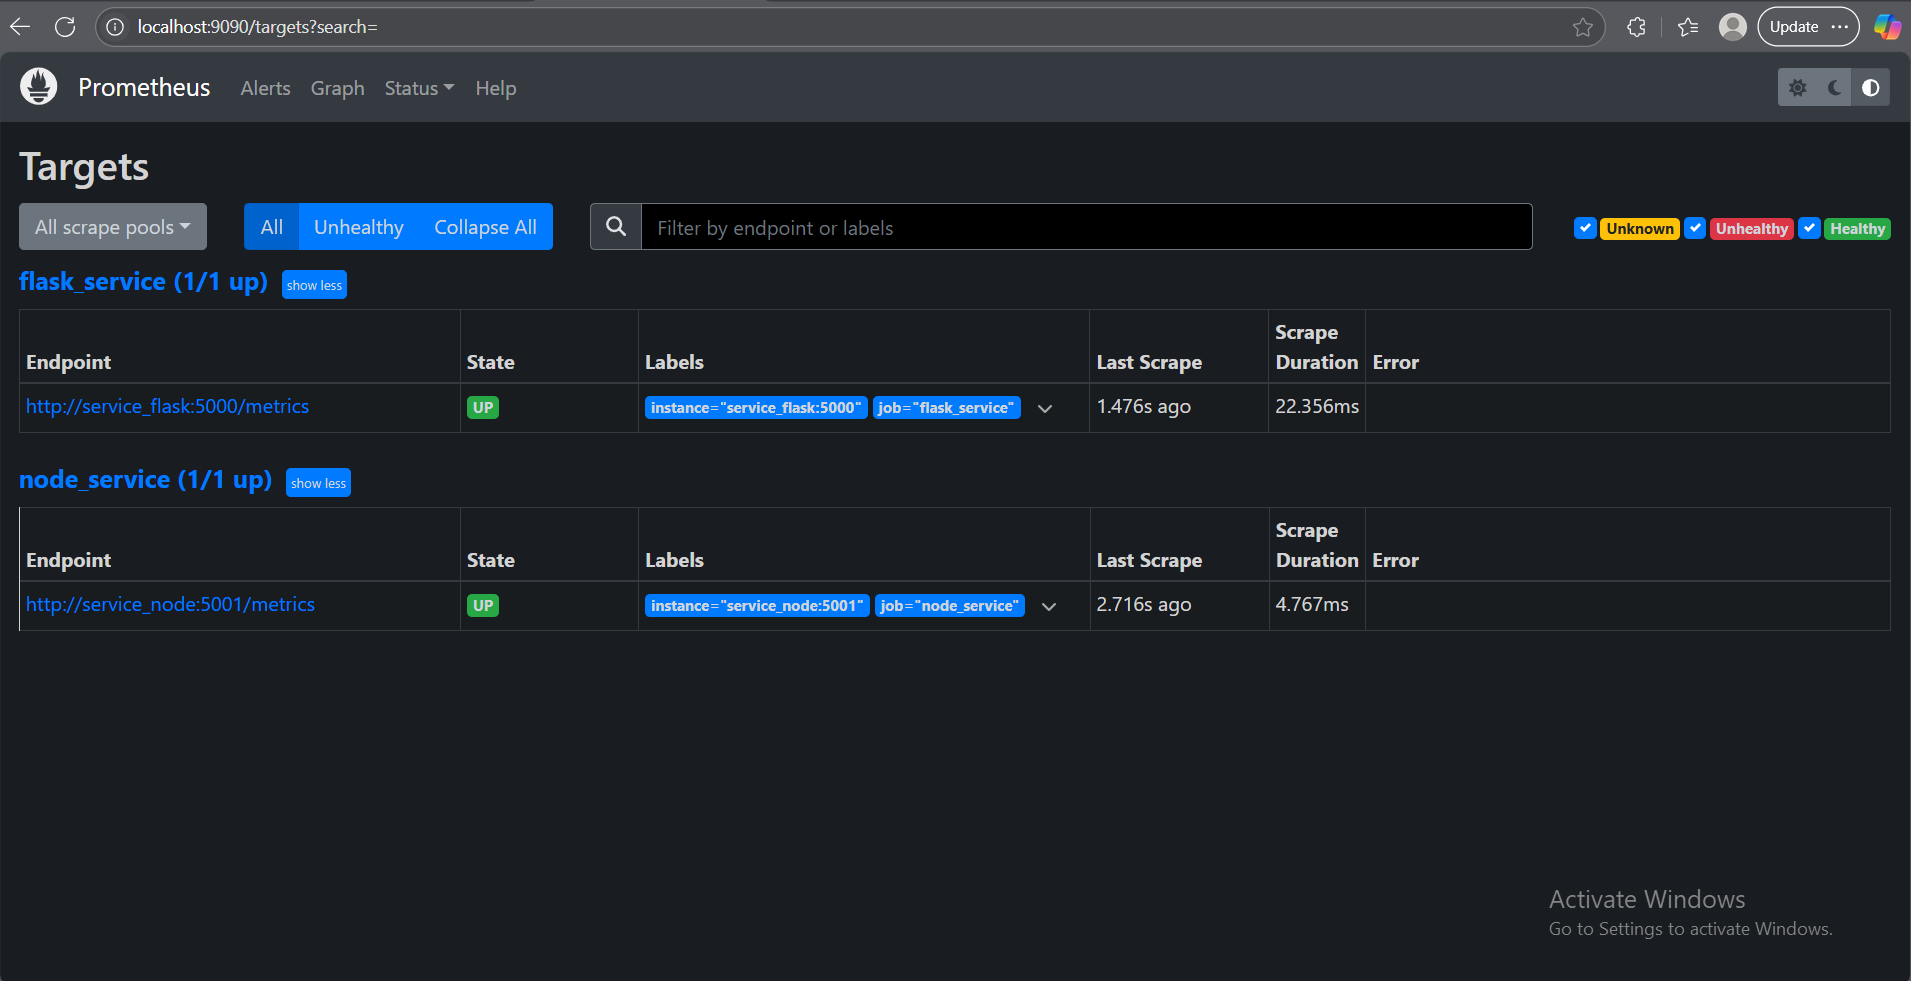 localhost:9090/targets?search=
Update
Prometheus Alerts Graph Status Help
Targets
All scrape pools All Unhealthy Collapse All Filter by endpoint or labels Unknown Unhealthy Healthy
flask_service (1/1 up) show less
Endpoint State Labels Last Scrape Scrape Duration Error
http://service_flask:5000/metrics UP instance="service_flask:5000" job="flask_service" 1.476s ago 22.356ms
node_service (1/1 up) show less
Endpoint State Labels Last Scrape Scrape Duration Error
http://service_node:5001/metrics UP instance="service_node:5001" job="node_service" 2.716s ago 4.767ms
Activate Windows
Go to Settings to activate Windows.